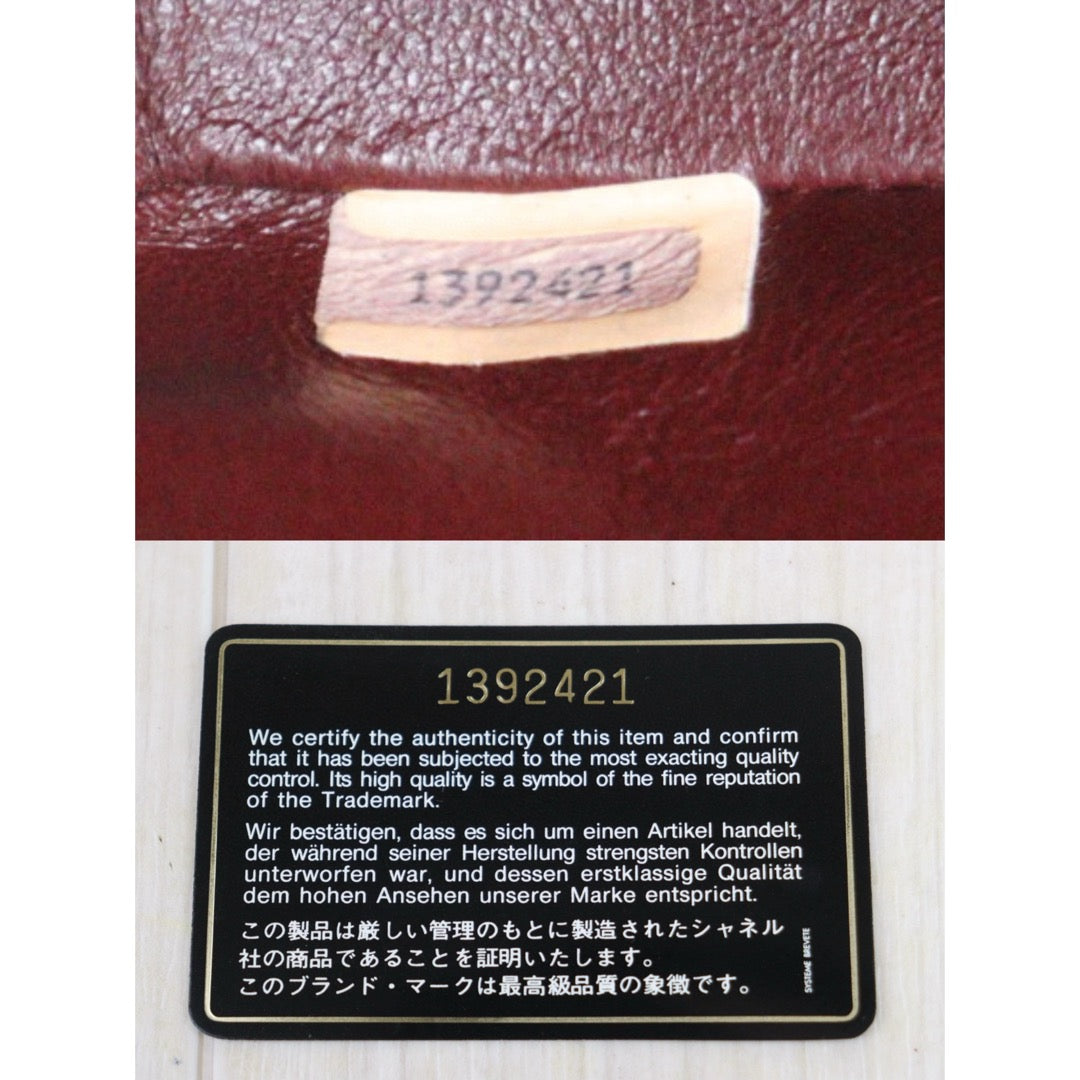 1392421
1392421
We certify the authenticity of this item and confirm
that it has been subjected to the most exacting quality
control. Its high quality is a symbol of the fine reputation
of the Trademark.
Wir bestätigen, dass es sich um einen Artikel handelt,
der während seiner Herstellung strengsten Kontrollen
unterworfen war, und dessen erstklassige Qualität
dem hohen Ansehen unserer Marke entspricht.
この製品は厳しい管理のもとに製造されたシャネル
社の商品であることを証明いたします。
このブランド・マークは最高級品質の象徴です。
SYSTEME BREVETE